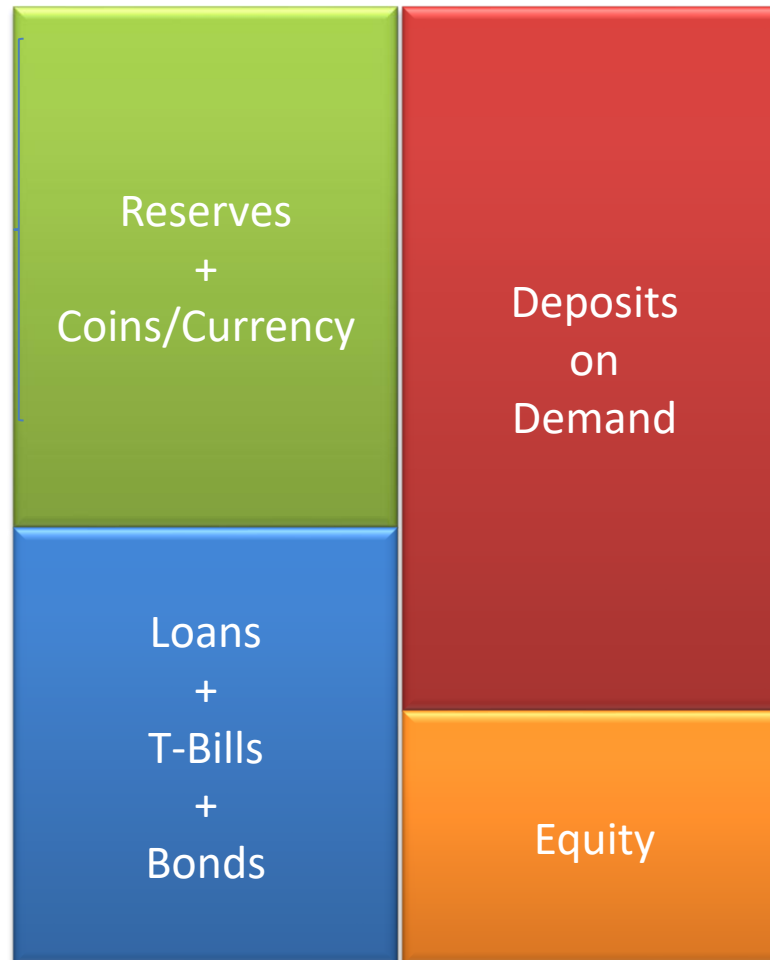 Reserves
+
Coins/Currency
Deposits
on
Demand
Loans
+
T-Bills
+
Bonds
Equity